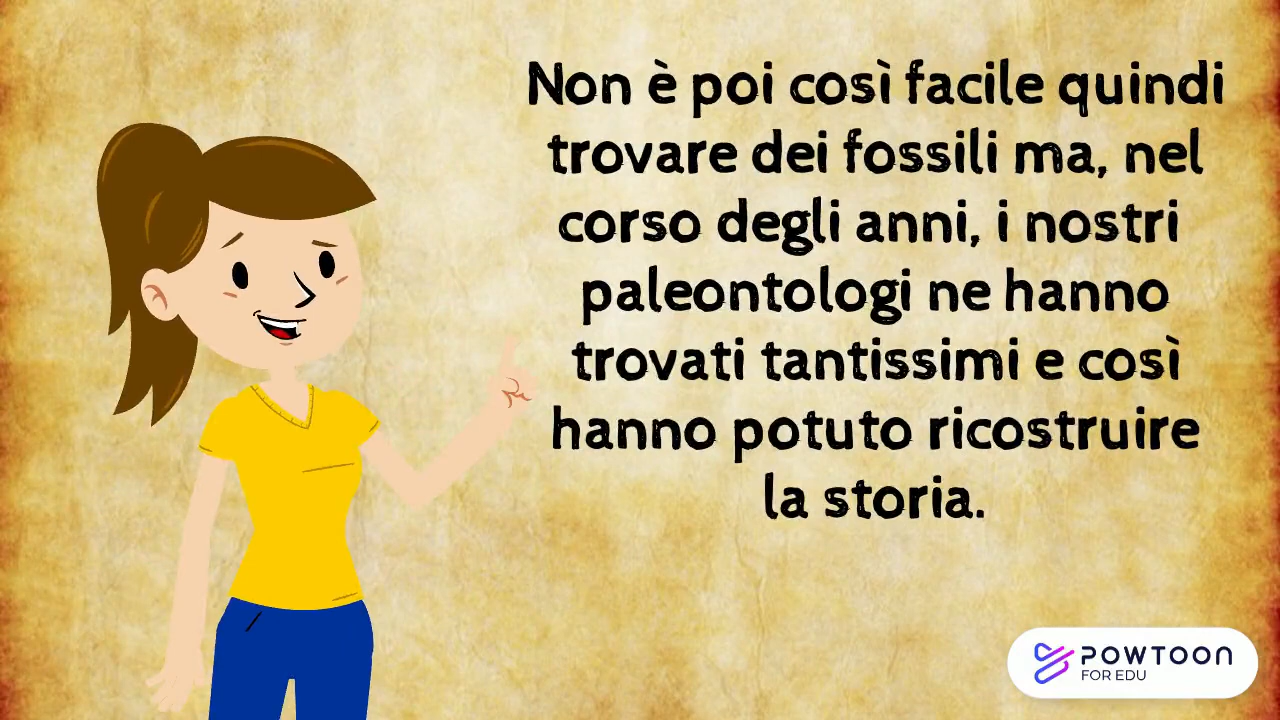 Non è poi così facile quindi
trovare dei fossili ma, nel
corso degli anni, i nostri
paleontologi ne hanno
trovati tantissimi e così
hanno potuto ricostruire
la storia.
POWTOON
FOR EDU